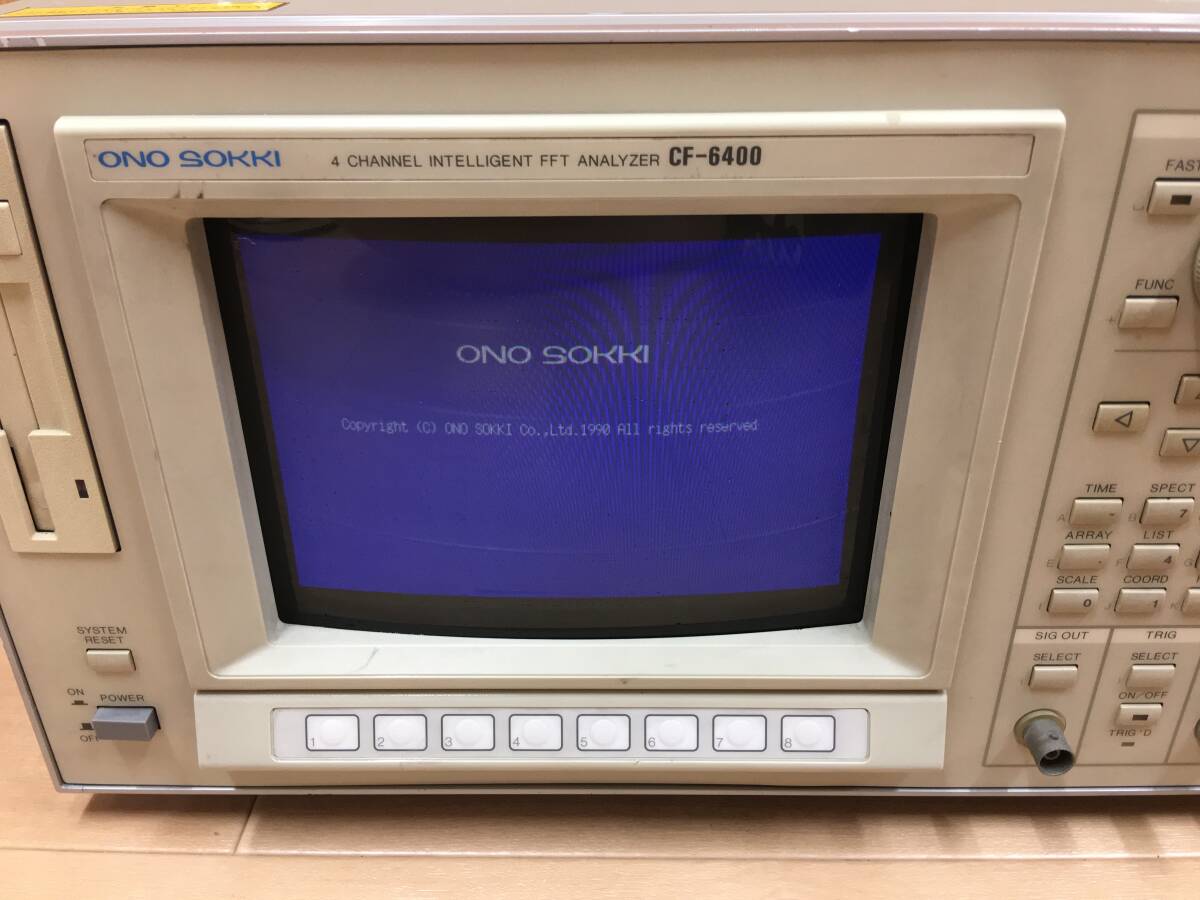 ONO SOKKI 4 CHANNEL INTELLIGENT FFT ANALYZER CF-6400
ONO SOKKI
Copyright (C) ONO SOKKI Co.,Ltd.1990 All rights reserved
SYSTEM
RESET
ON
POWER
1 2 3 4 5 6 7 8
FAST
FUNC
+
TIME SPECT
A - B 7
ARRAY LIST
E . F 4 G
SCALE COORD
I 0 J 1 K
SIG OUT TRIG
SELECT SELECT
ON/OFF
TRIG'D